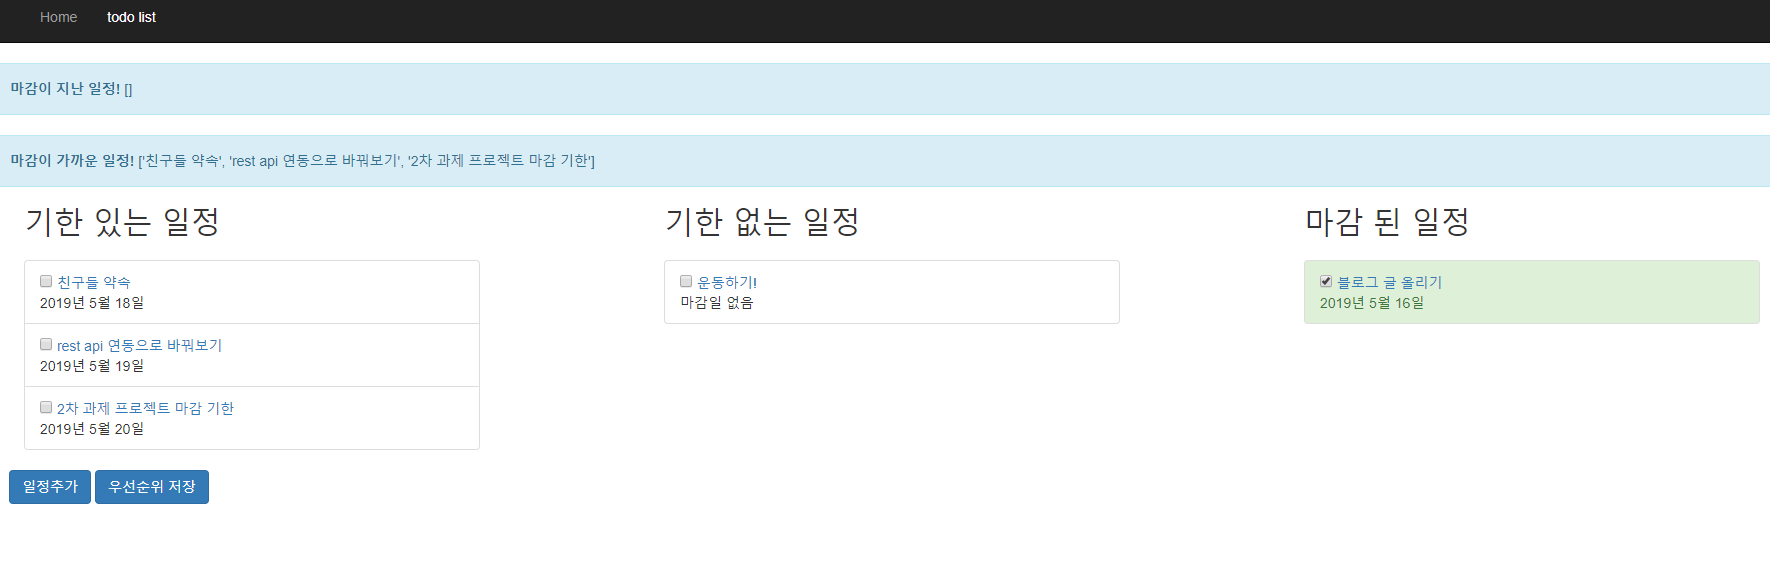 Home todo list
마감이 지난 일정! []
마감이 가까운 일정! ['친구들 약속', 'rest api 연동으로 바꿔보기', '2차 과제 프로젝트 마감 기한']
기한 있는 일정
친구들 약속
2019년 5월 18일
rest api 연동으로 바꿔보기
2019년 5월 19일
2차 과제 프로젝트 마감 기한
2019년 5월 20일
기한 없는 일정
운동하기!
마감일 없음
마감 된 일정
블로그 글 올리기
2019년 5월 16일
일정추가 우선순위 저장